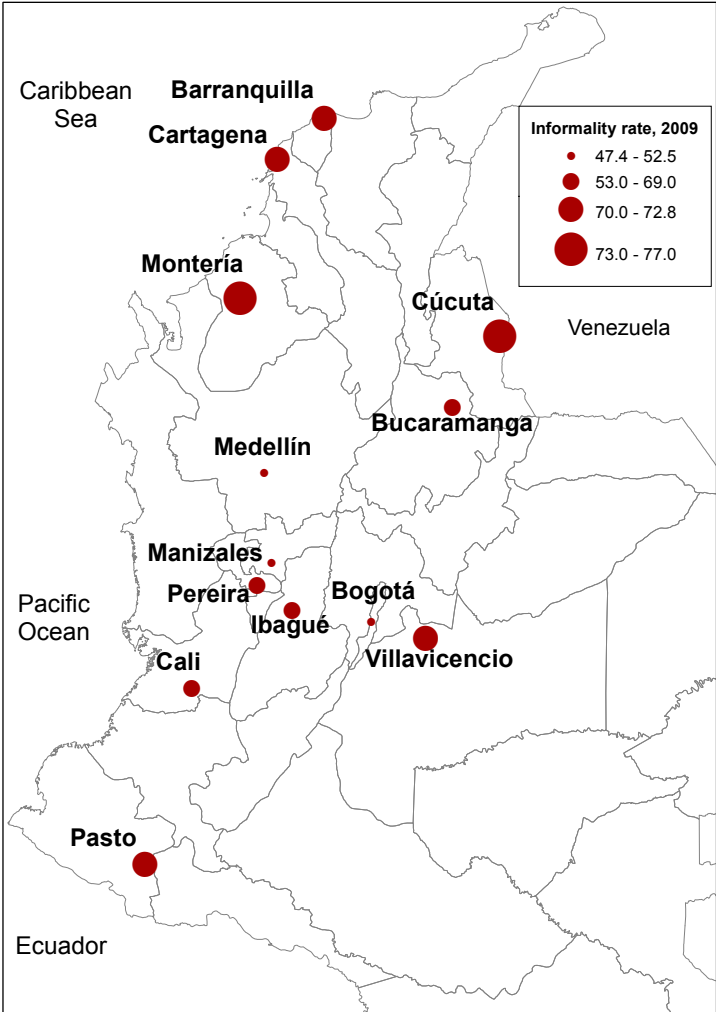 Caribbean
Sea
Barranquilla
Cartagena
Informality rate, 2009
47.4 - 52.5
53.0 - 69.0
70.0 - 72.8
73.0 - 77.0
Montería
Cúcuta
Venezuela
Bucaramanga
Medellín
Manizales
Pereira
Bogotá
Ibagué
Pacific
Ocean
Villavicencio
Cali
Pasto
Ecuador